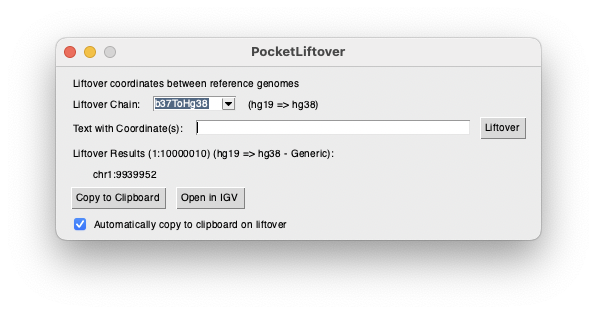 PocketLiftover
Liftover coordinates between reference genomes
Liftover Chain: b37ToHg38 (hg19 => hg38)
Text with Coordinate(s): Liftover
Liftover Results (1:10000010) (hg19 => hg38 - Generic):
chr1:9939952
Copy to Clipboard Open in IGV
Automatically copy to clipboard on liftover